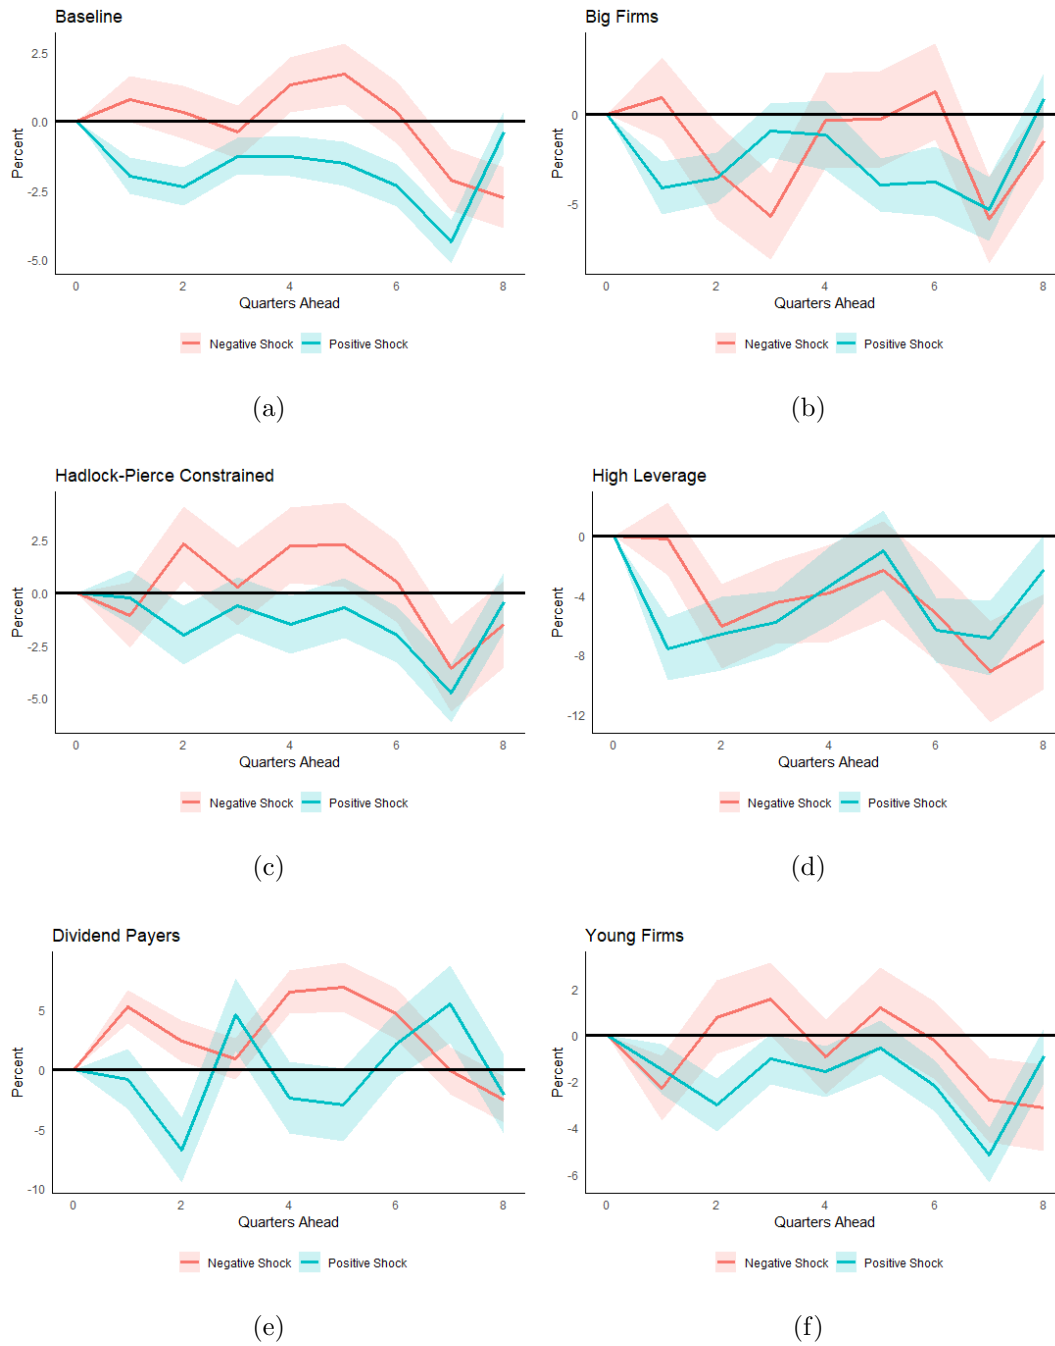 Baseline
Percent
2.5
0.0
-2.5
-5.0
0 2 4 6 8
Quarters Ahead
Negative Shock Positive Shock
(a)
Big Firms
Percent
0
-5
0 2 4 6 8
Quarters Ahead
Negative Shock Positive Shock
(b)
Hadlock-Pierce Constrained
Percent
2.5
0.0
-2.5
-5.0
0 2 4 6 8
Quarters Ahead
Negative Shock Positive Shock
(c)
High Leverage
Percent
0
-4
-8
-12
0 2 4 6 8
Quarters Ahead
Negative Shock Positive Shock
(d)
Dividend Payers
Percent
5
0
-5
-10
0 2 4 6 8
Quarters Ahead
Negative Shock Positive Shock
(e)
Young Firms
Percent
2
0
-2
-4
-6
0 2 4 6 8
Quarters Ahead
Negative Shock Positive Shock
(f)